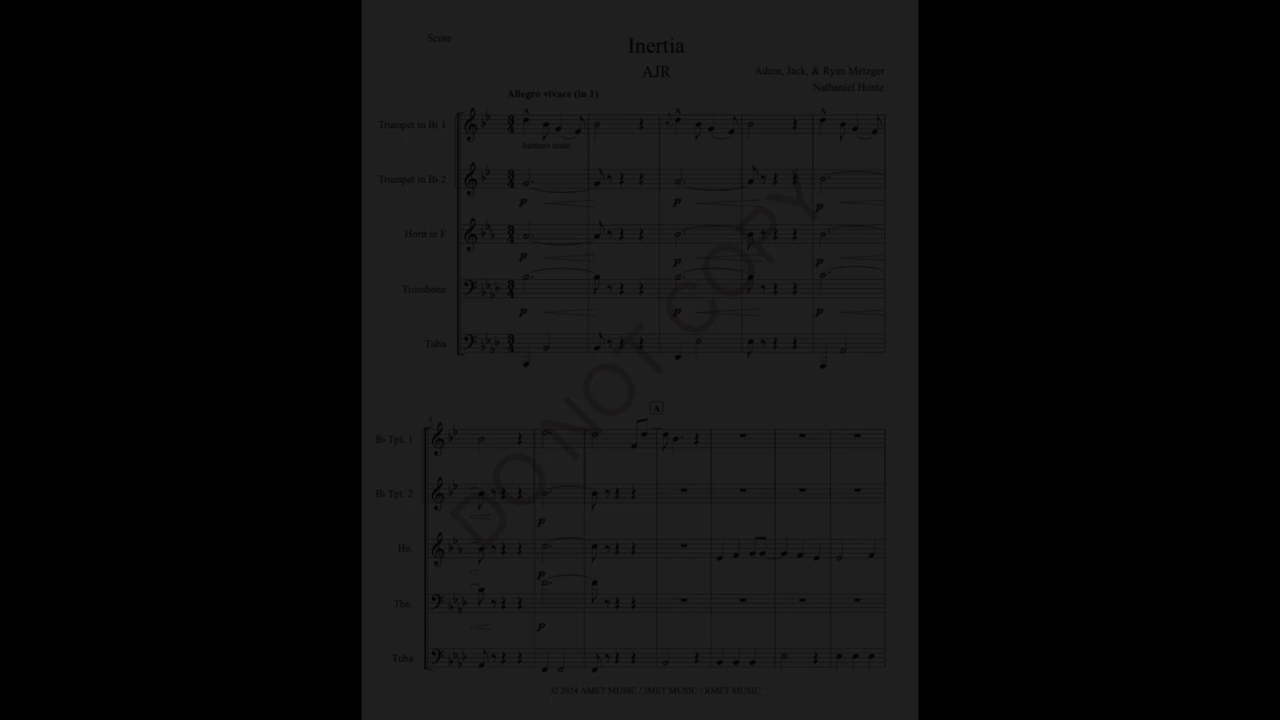 Score
Inertia
AJR
Adam, Jack, & Ryan Metzger
Nathaniel Hontz
Allegro vivace (in 1)
Trumpet in B♭ 1
harmon mute
Trumpet in B♭ 2
p p p
Horn in F
p p p
Trombone
p p p
Tuba
DO NOT COPY
A
B♭ Tpt. 1
B♭ Tpt. 2
p
Hn.
p
Tbn.
p
Tuba
© 2024 AMET MUSIC / JMET MUSIC / RMET MUSIC